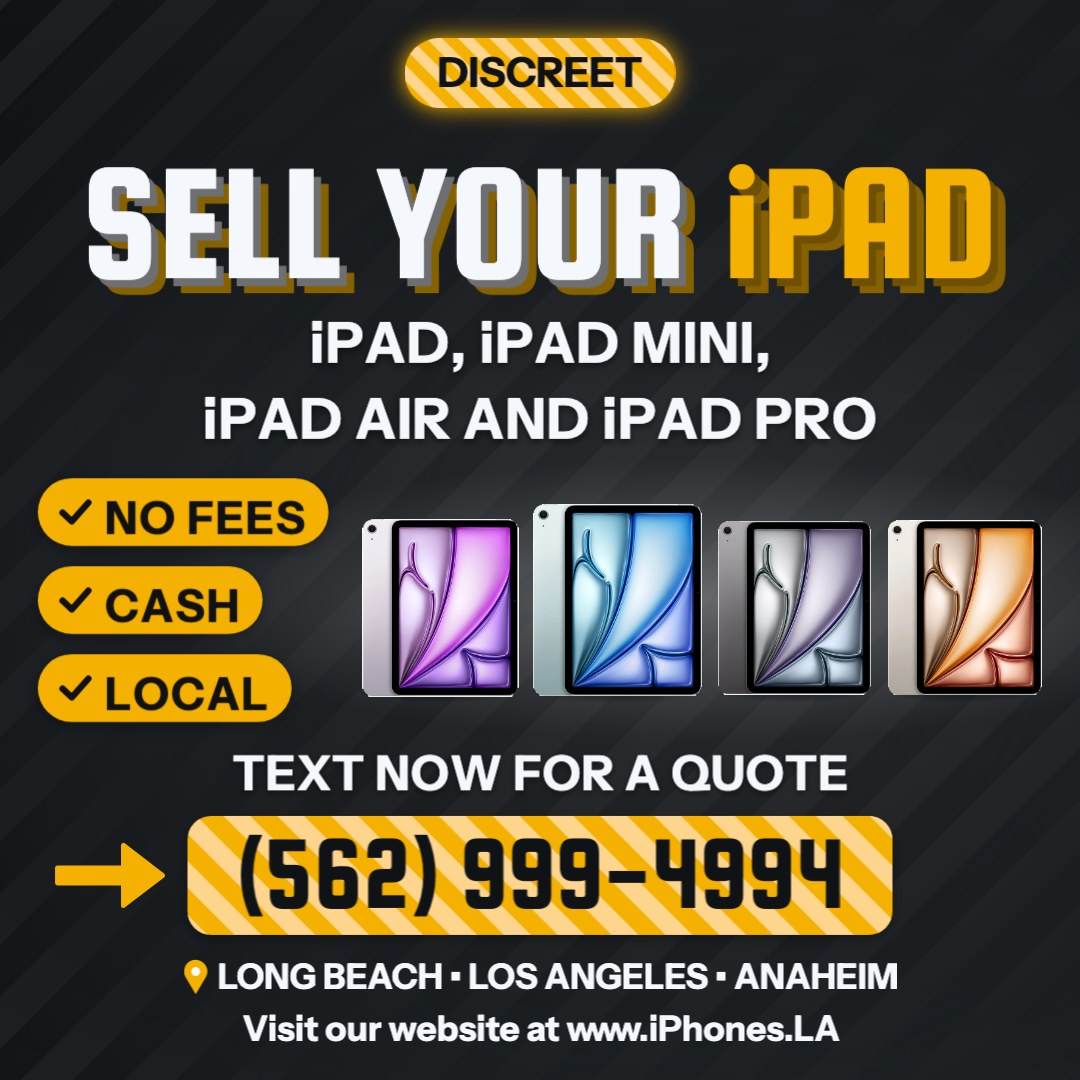 DISCREET
SELL YOUR iPAD
iPAD, iPAD MINI,
iPAD AIR AND iPAD PRO
✓ NO FEES
✓ CASH
✓ LOCAL
TEXT NOW FOR A QUOTE
(562) 999-4994
LONG BEACH ▪ LOS ANGELES ▪ ANAHEIM
Visit our website at www.iPhones.LA